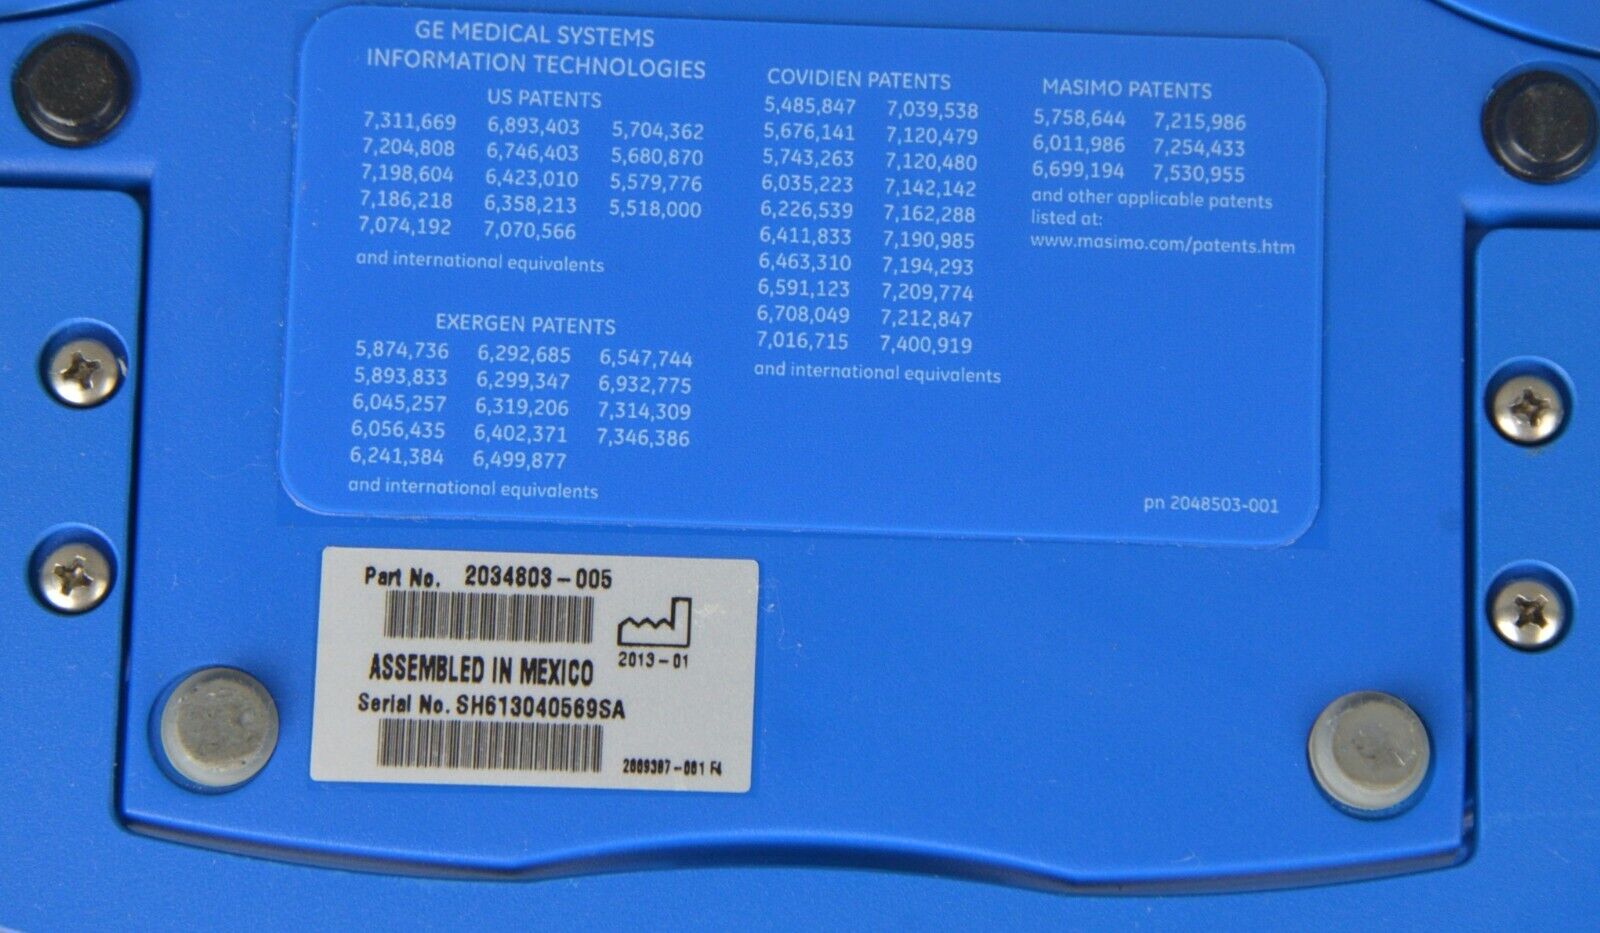 GE MEDICAL SYSTEMS
INFORMATION TECHNOLOGIES
US PATENTS
7,311,669 6,893,403 5,704,362
7,204,808 6,746,403 5,680,870
7,198,604 6,423,010 5,579,776
7,186,218 6,358,213 5,518,000
7,074,192 7,070,566
and international equivalents
EXERGEN PATENTS
5,874,736 6,292,685 6,547,744
5,893,833 6,299,347 6,932,775
6,045,257 6,319,206 7,314,309
6,056,435 6,402,371 7,346,386
6,241,384 6,499,877
and international equivalents
COVIDIEN PATENTS
5,485,847 7,039,538
5,676,141 7,120,479
5,743,263 7,120,480
6,035,223 7,142,142
6,226,539 7,162,288
6,411,833 7,190,985
6,463,310 7,194,293
6,591,123 7,209,774
6,708,049 7,212,847
7,016,715 7,400,919
and international equivalents
MASIMO PATENTS
5,758,644 7,215,986
6,011,986 7,254,433
6,699,194 7,530,955
and other applicable patents
listed at:
www.masimo.com/patents.htm
pn 2048503-001
Part No. 2034803-005
2013-01
ASSEMBLED IN MEXICO
Serial No. SH613040569SA
2009387-001 F4